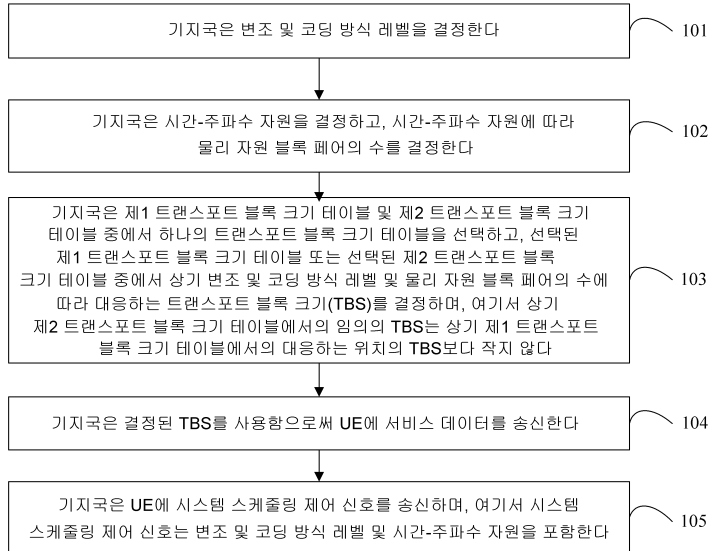 기지국은 변조 및 코딩 방식 레벨을 결정한다
101
기지국은 시간-주파수 자원을 결정하고, 시간-주파수 자원에 따라
물리 자원 블록 페어의 수를 결정한다
102
기지국은 제1 트랜스포트 블록 크기 테이블 및 제2 트랜스포트 블록 크기
테이블 중에서 하나의 트랜스포트 블록 크기 테이블을 선택하고, 선택된
제1 트랜스포트 블록 크기 테이블 또는 선택된 제2 트랜스포트 블록
크기 테이블 중에서 상기 변조 및 코딩 방식 레벨 및 물리 자원 블록 페어의 수에
따라 대응하는 트랜스포트 블록 크기(TBS)를 결정하며, 여기서 상기
제2 트랜스포트 블록 크기 테이블에서의 임의의 TBS는 상기 제1 트랜스포트
블록 크기 테이블에서의 대응하는 위치의 TBS보다 작지 않다
103
기지국은 결정된 TBS를 사용함으로써 UE에 서비스 데이터를 송신한다
104
기지국은 UE에 시스템 스케줄링 제어 신호를 송신하며, 여기서 시스템
스케줄링 제어 신호는 변조 및 코딩 방식 레벨 및 시간-주파수 자원을 포함한다
105